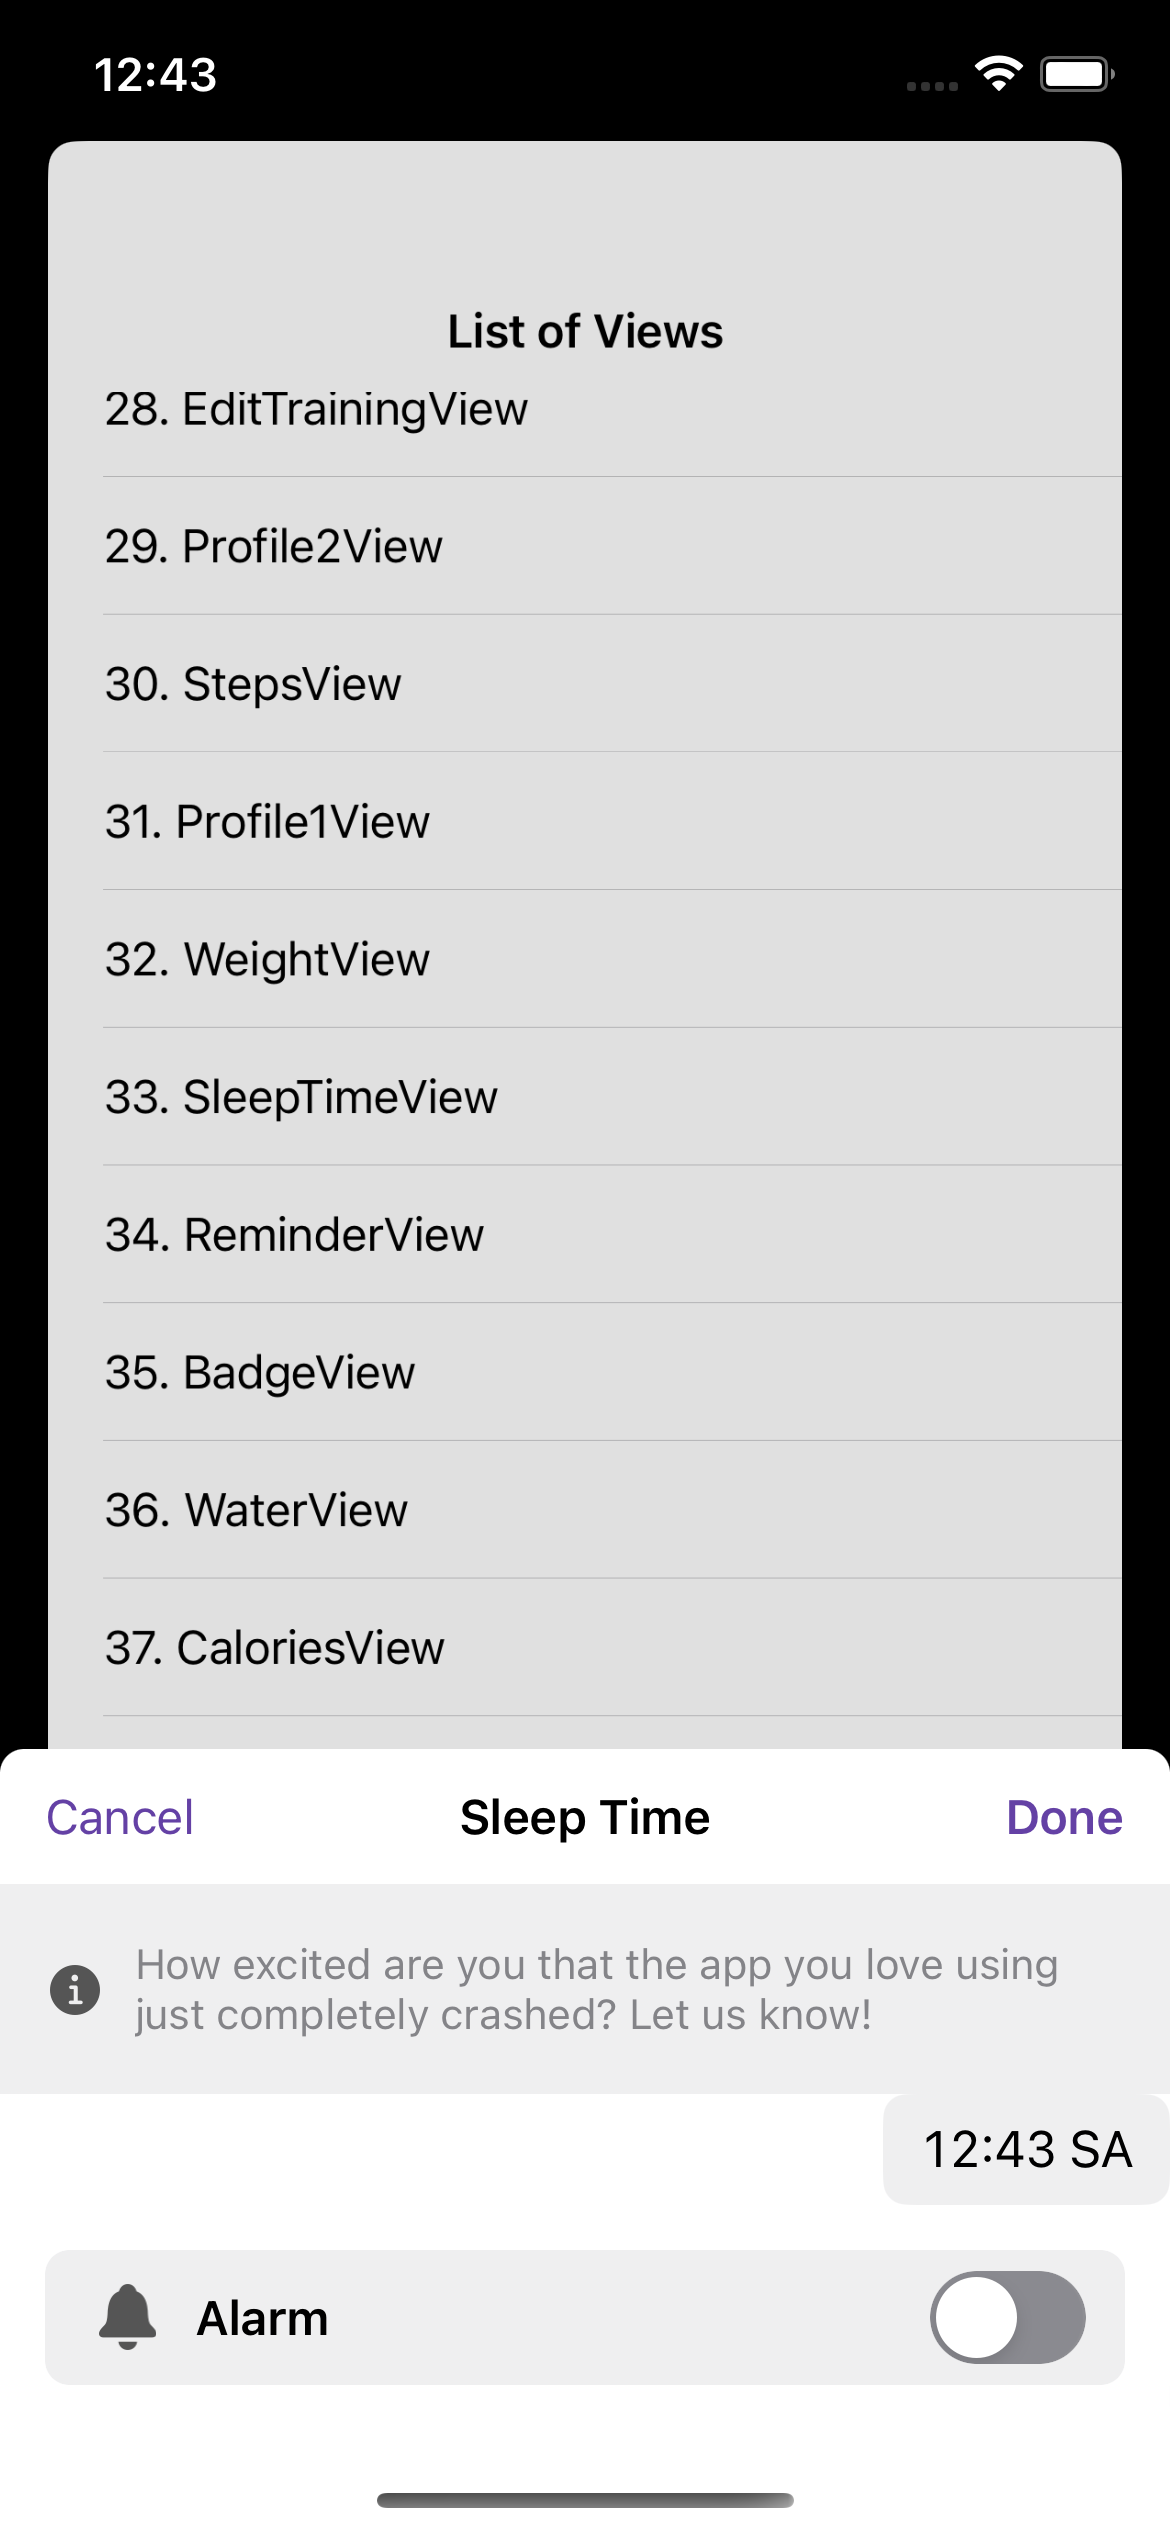 12:43
List of Views
28. EditTrainingView
29. Profile2View
30. StepsView
31. Profile1View
32. WeightView
33. SleepTimeView
34. ReminderView
35. BadgeView
36. WaterView
37. CaloriesView
Cancel Sleep Time Done
How excited are you that the app you love using
just completely crashed? Let us know!
12:43 SA
Alarm